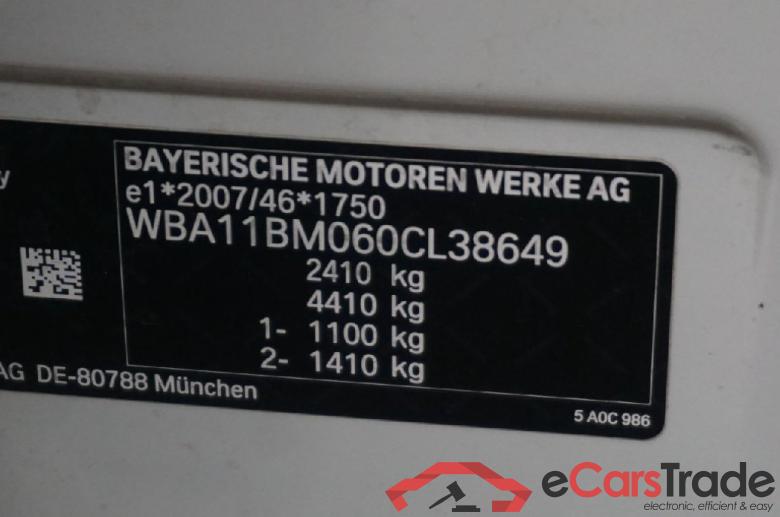 BAYERISCHE MOTOREN WERKE AG
e1*2007/46*1750
WBA11BM060CL38649
2410 kg
4410 kg
1- 1100 kg
2- 1410 kg
y
AG DE-80788 München
5 A0C 986
eCarsTrade
electronic, efficient & easy